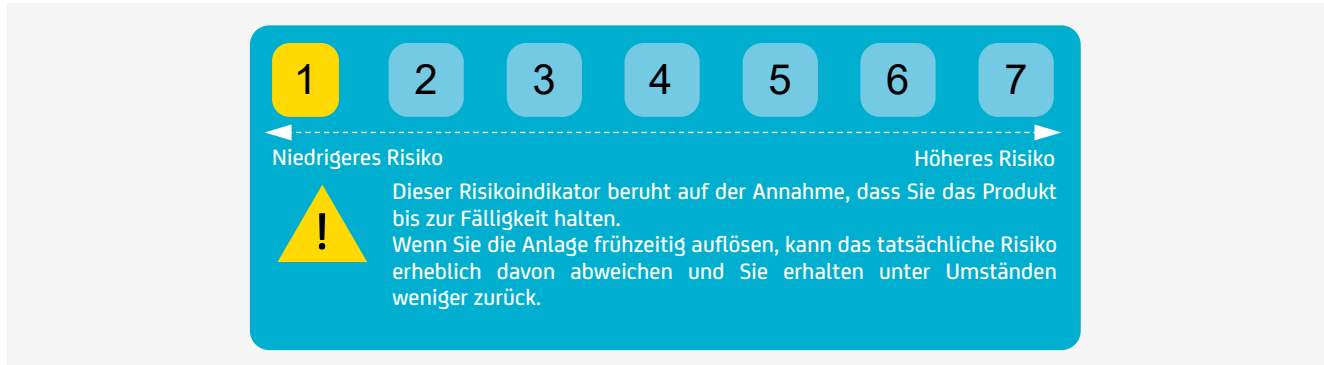 1 2 3 4 5 6 7
Niedrigeres Risiko Höheres Risiko
Dieser Risikoindikator beruht auf der Annahme, dass Sie das Produkt
bis zur Fälligkeit halten.
!
Wenn Sie die Anlage frühzeitig auflösen, kann das tatsächliche Risiko
erheblich davon abweichen und Sie erhalten unter Umständen
weniger zurück.